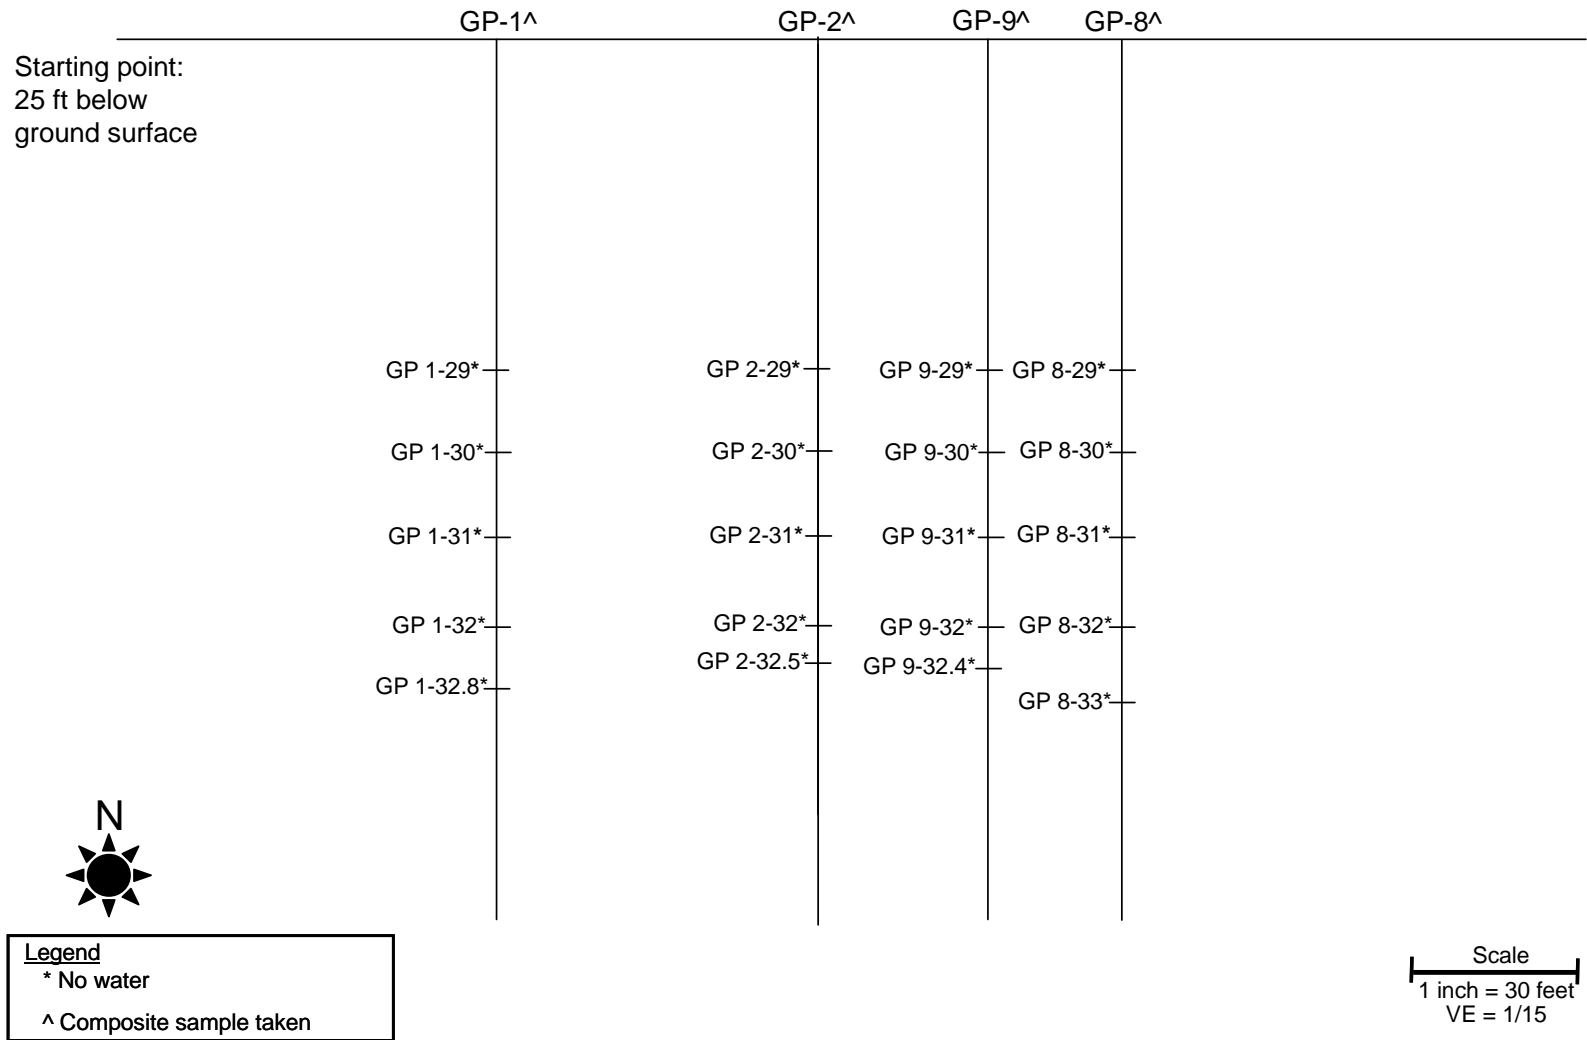 GP-1^
GP-2^
GP-9^
GP-8^
Starting point:
25 ft below
ground surface
GP 1-29*
GP 2-29*
GP 9-29*
GP 8-29*
GP 1-30*
GP 2-30*
GP 9-30*
GP 8-30*
GP 1-31*
GP 2-31*
GP 9-31*
GP 8-31*
GP 1-32*
GP 2-32*
GP 9-32*
GP 8-32*
GP 2-32.5*
GP 9-32.4*
GP 1-32.8*
GP 8-33*
N
Legend
* No water
^ Composite sample taken
Scale
1 inch = 30 feet
VE = 1/15